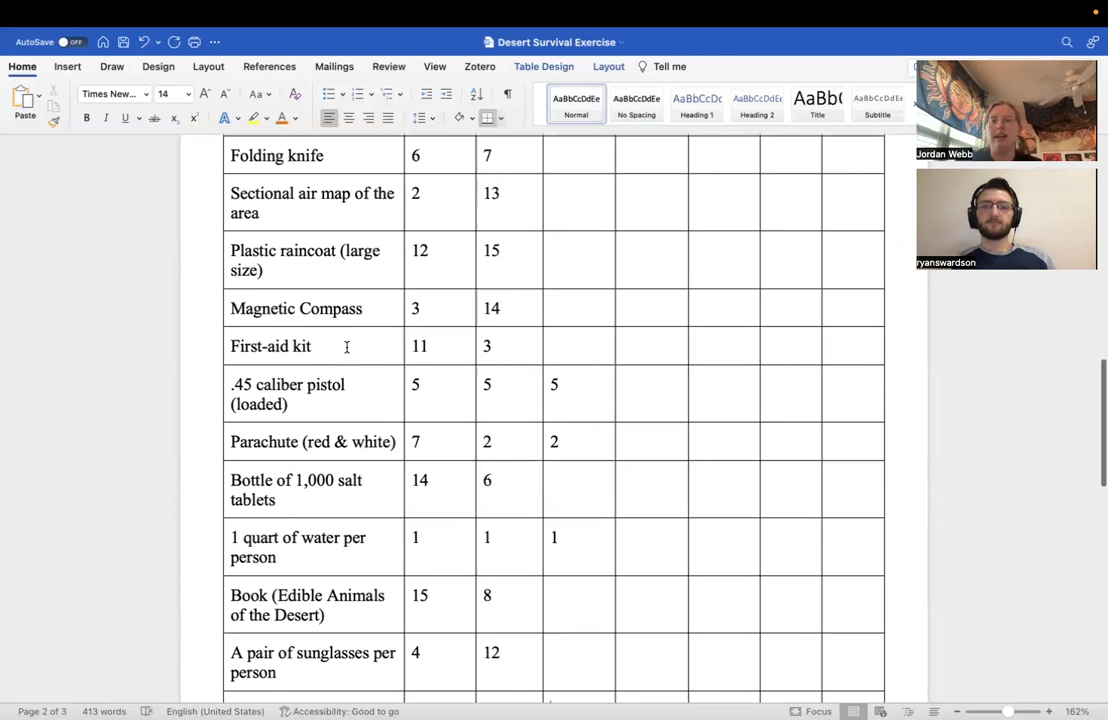 AutoSave OFF Desert Survival Exercise
Home Insert Draw Design Layout References Mailings Review View Zotero Table Design Layout Tell me
Paste Times New... 14
AaBbCcDdEe AaBbCcDdEe AaBbCcDc AaBbCcDdEe AaBbC AaBbCcDdEe
Normal No Spacing Heading 1 Heading 2 Title Subtitle
Jordan Webb
ryanswardson
Folding knife 6 7
Sectional air map of the 2 13
area
Plastic raincoat (large 12 15
size)
Magnetic Compass 3 14
First-aid kit 11 3
.45 caliber pistol 5 5 5
(loaded)
Parachute (red & white) 7 2 2
Bottle of 1,000 salt 14 6
tablets
1 quart of water per 1 1 1
person
Book (Edible Animals 15 8
of the Desert)
A pair of sunglasses per 4 12
person
Page 2 of 3 413 words English (United States) Accessibility: Good to go Focus 162%